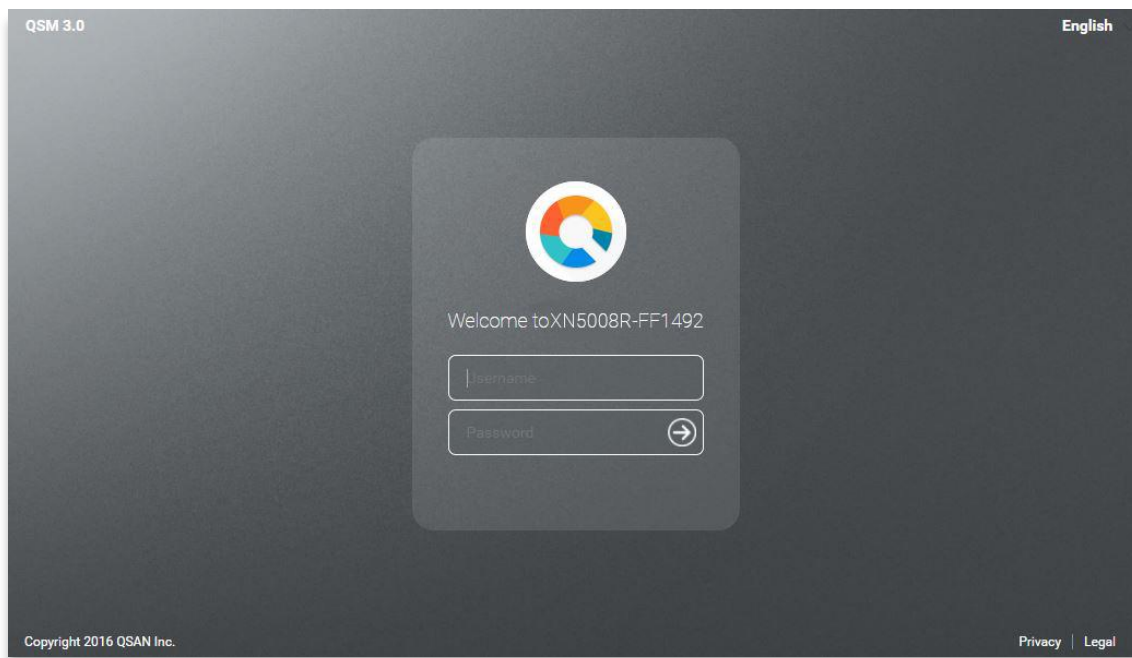 QSM 3.0
English
Welcome toXN5008R-FF1492
Username
Password
Copyright 2016 QSAN Inc.
Privacy | Legal